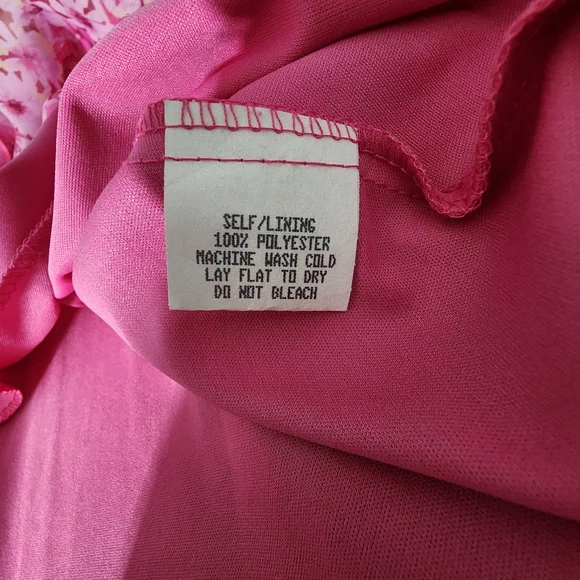 SELF/LINING
100% POLYESTER
MACHINE WASH COLD
LAY FLAT TO DRY
DO NOT BLEACH